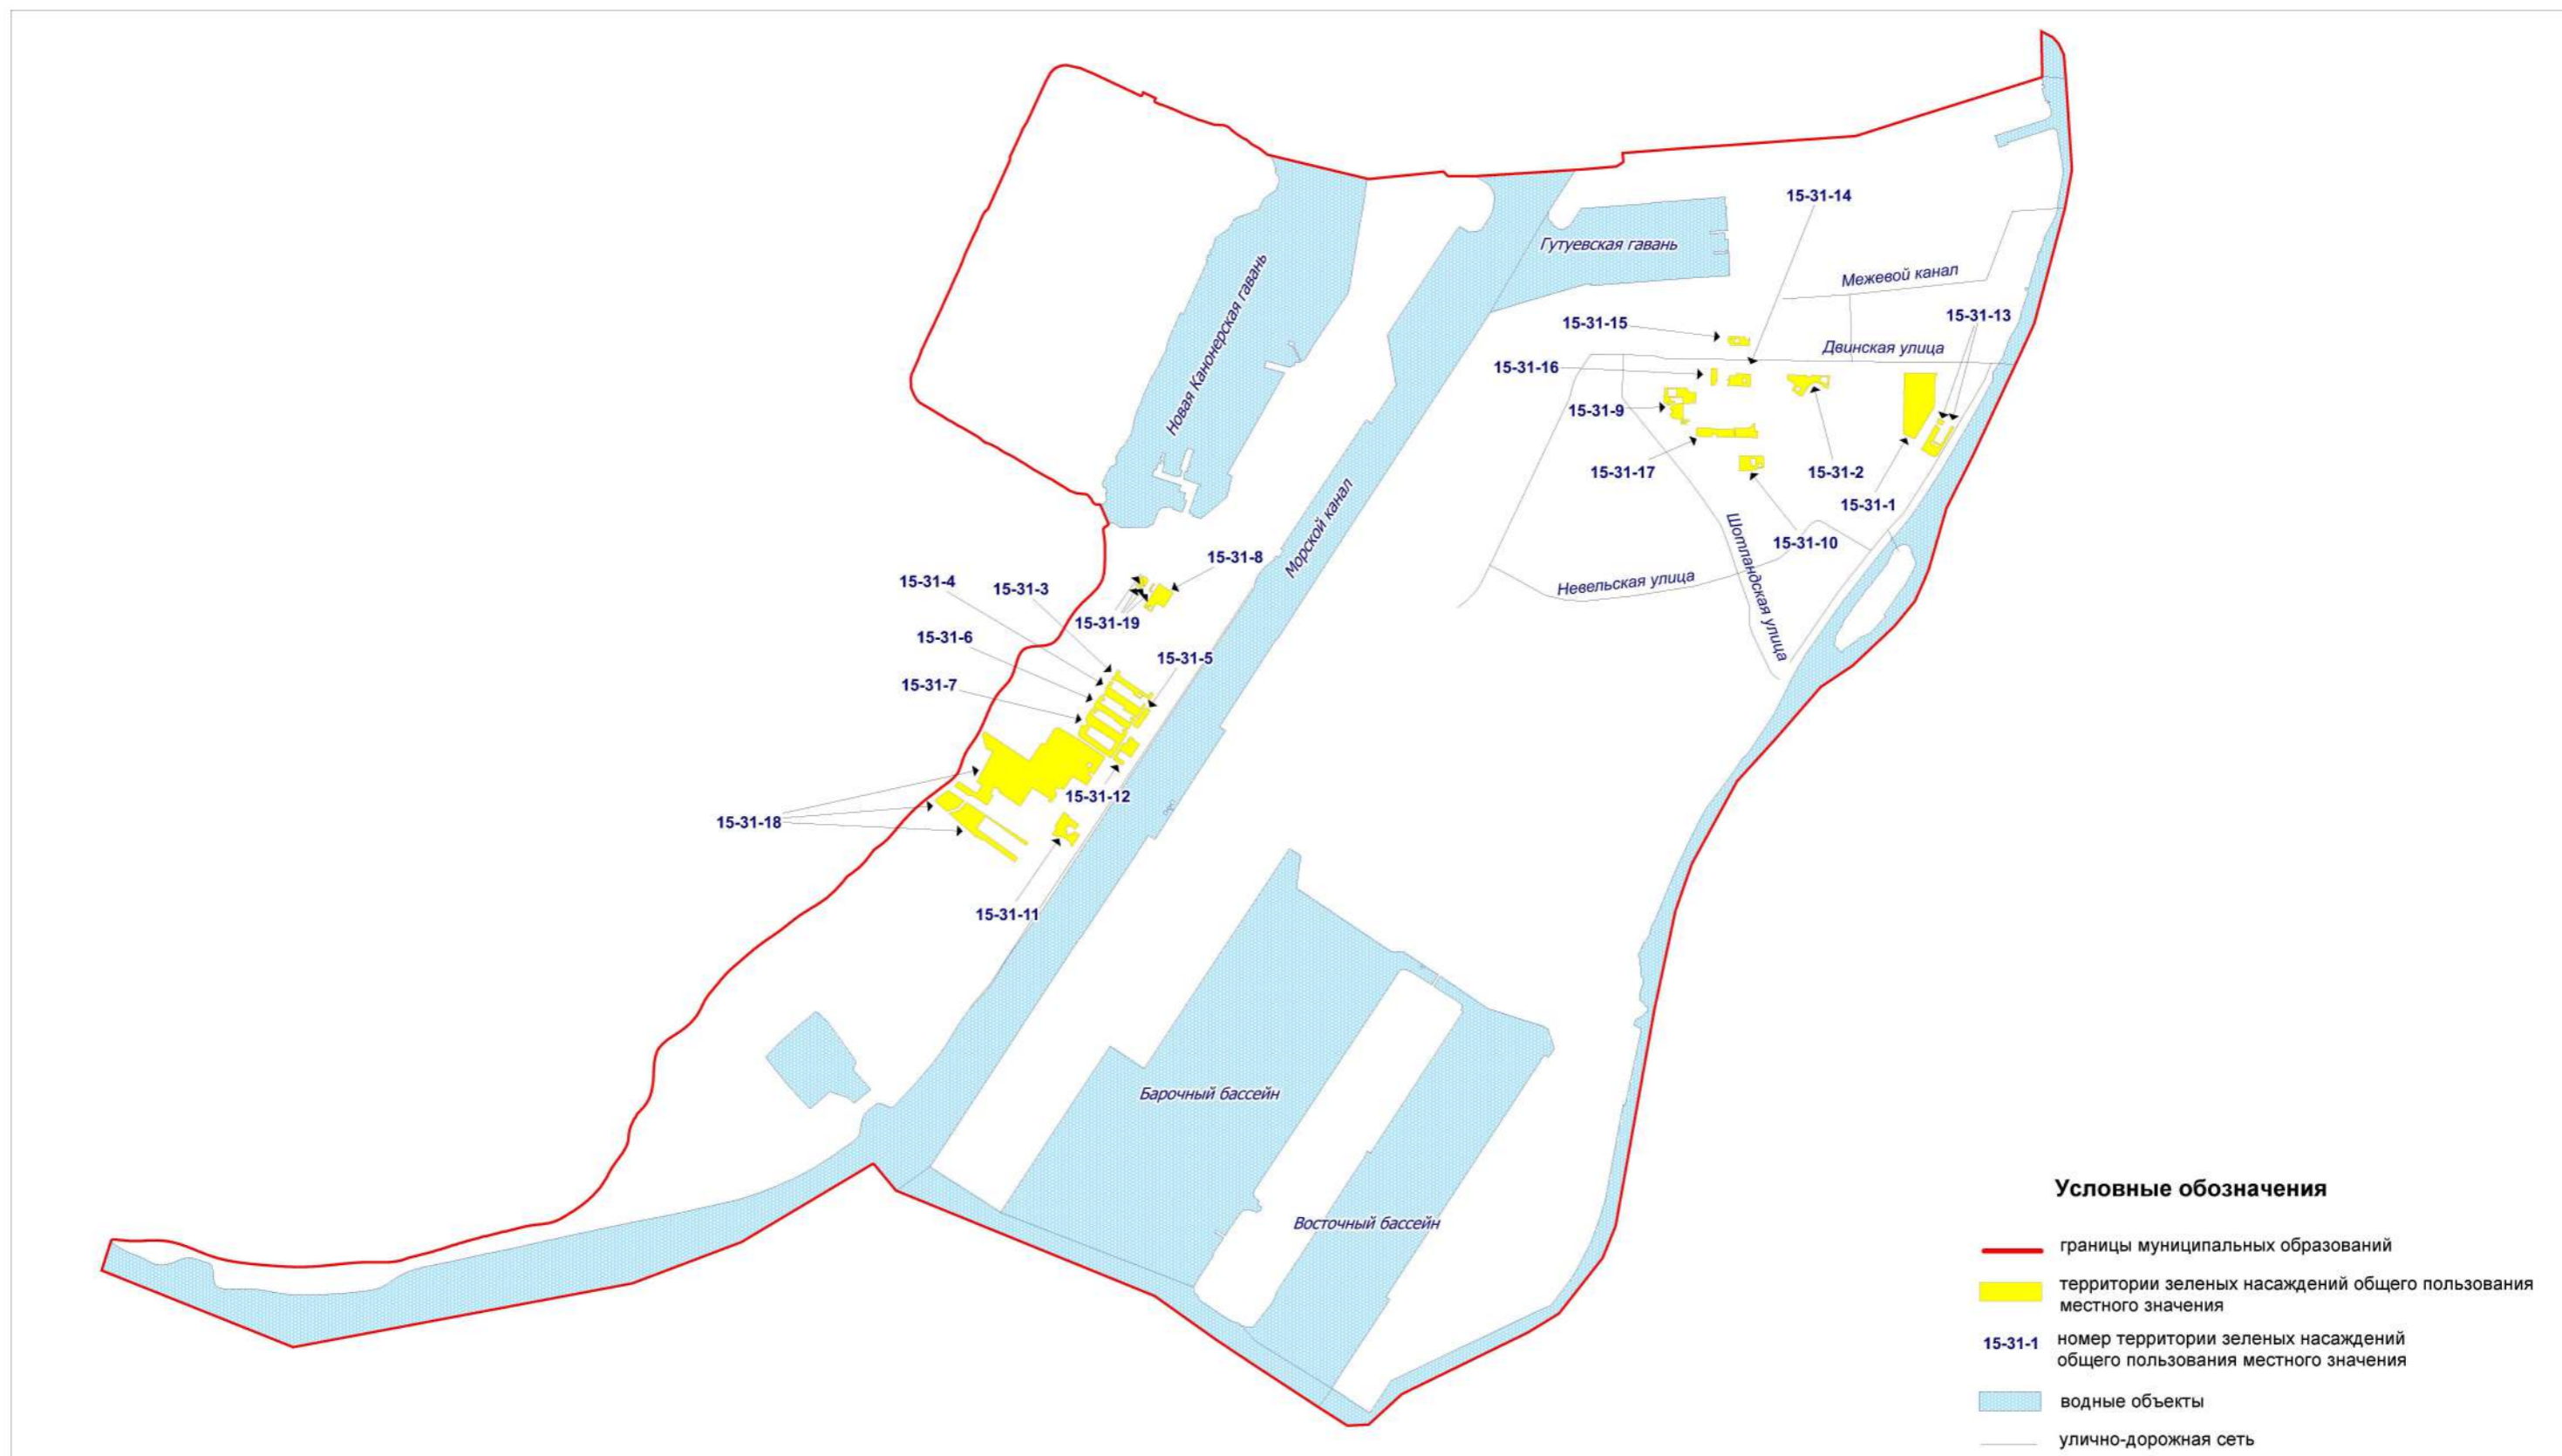 15-31-14
Гутуевская гавань
Новая Канонерская гавань
Межевой канал
15-31-13
15-31-15
Двинская улица
15-31-16
15-31-9
15-31-17
15-31-2
15-31-1
15-31-10
Морской канал
Шотландская улица
Невельская улица
15-31-8
15-31-4
15-31-3
15-31-19
15-31-6
15-31-5
15-31-7
15-31-12
15-31-18
15-31-11
Барочный бассейн
Восточный бассейн
Условные обозначения
границы муниципальных образований
территории зеленых насаждений общего пользования
местного значения
15-31-1 номер территории зеленых насаждений
общего пользования местного значения
водные объекты
улично-дорожная сеть